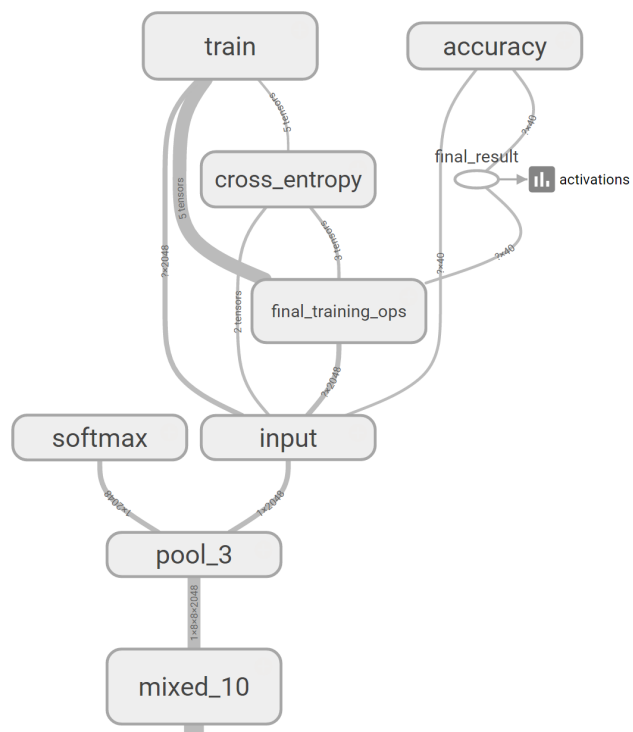 train
accuracy
5 tensors
?×40
final_result
activations
cross_entropy
5 tensors
3 tensors
?×2048
?×40
?×40
2 tensors
final_training_ops
?×2048
softmax
input
1×2048
1×2048
pool_3
1×8×8×2048
mixed_10